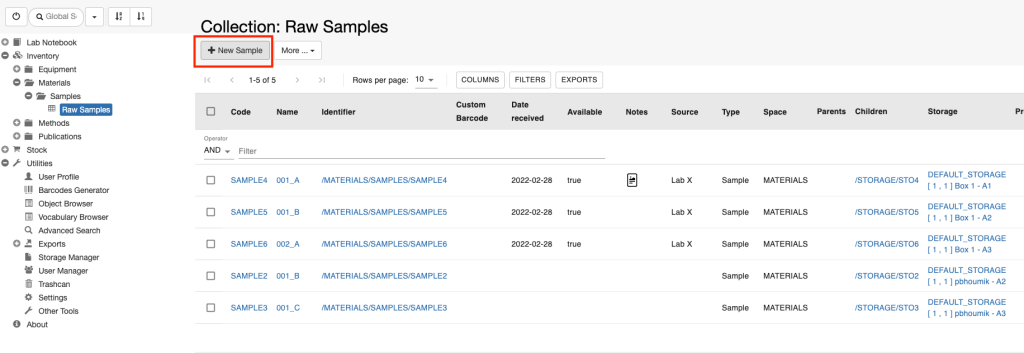 Global S
Collection: Raw Samples
+ New Sample
More ...
Lab Notebook
Inventory
Equipment
Materials
Samples
Raw Samples
Methods
Publications
Stock
Utilities
User Profile
Barcodes Generator
Object Browser
Vocabulary Browser
Advanced Search
Exports
Storage Manager
User Manager
Trashcan
Settings
Other Tools
About
1-5 of 5
Rows per page: 10
COLUMNS
FILTERS
EXPORTS
Code Name Identifier Custom Barcode Date received Available Notes Source Type Space Parents Children Storage Pr
Operator
AND Filter
SAMPLE4 001_A /MATERIALS/SAMPLES/SAMPLE4 2022-02-28 true Lab X Sample MATERIALS /STORAGE/STO4 DEFAULT_STORAGE
[ 1 , 1 ] Box 1 - A1
SAMPLE5 001_B /MATERIALS/SAMPLES/SAMPLE5 2022-02-28 true Lab X Sample MATERIALS /STORAGE/STO5 DEFAULT_STORAGE
[ 1 , 1 ] Box 1 - A2
SAMPLE6 002_A /MATERIALS/SAMPLES/SAMPLE6 2022-02-28 true Lab X Sample MATERIALS /STORAGE/STO6 DEFAULT_STORAGE
[ 1 , 1 ] Box 1 - A3
SAMPLE2 001_B /MATERIALS/SAMPLES/SAMPLE2 Sample MATERIALS /STORAGE/STO2 DEFAULT_STORAGE
[ 1 , 1 ] pbhoumik - A2
SAMPLE3 001_C /MATERIALS/SAMPLES/SAMPLE3 Sample MATERIALS /STORAGE/STO3 DEFAULT_STORAGE
[ 1 , 1 ] pbhoumik - A3